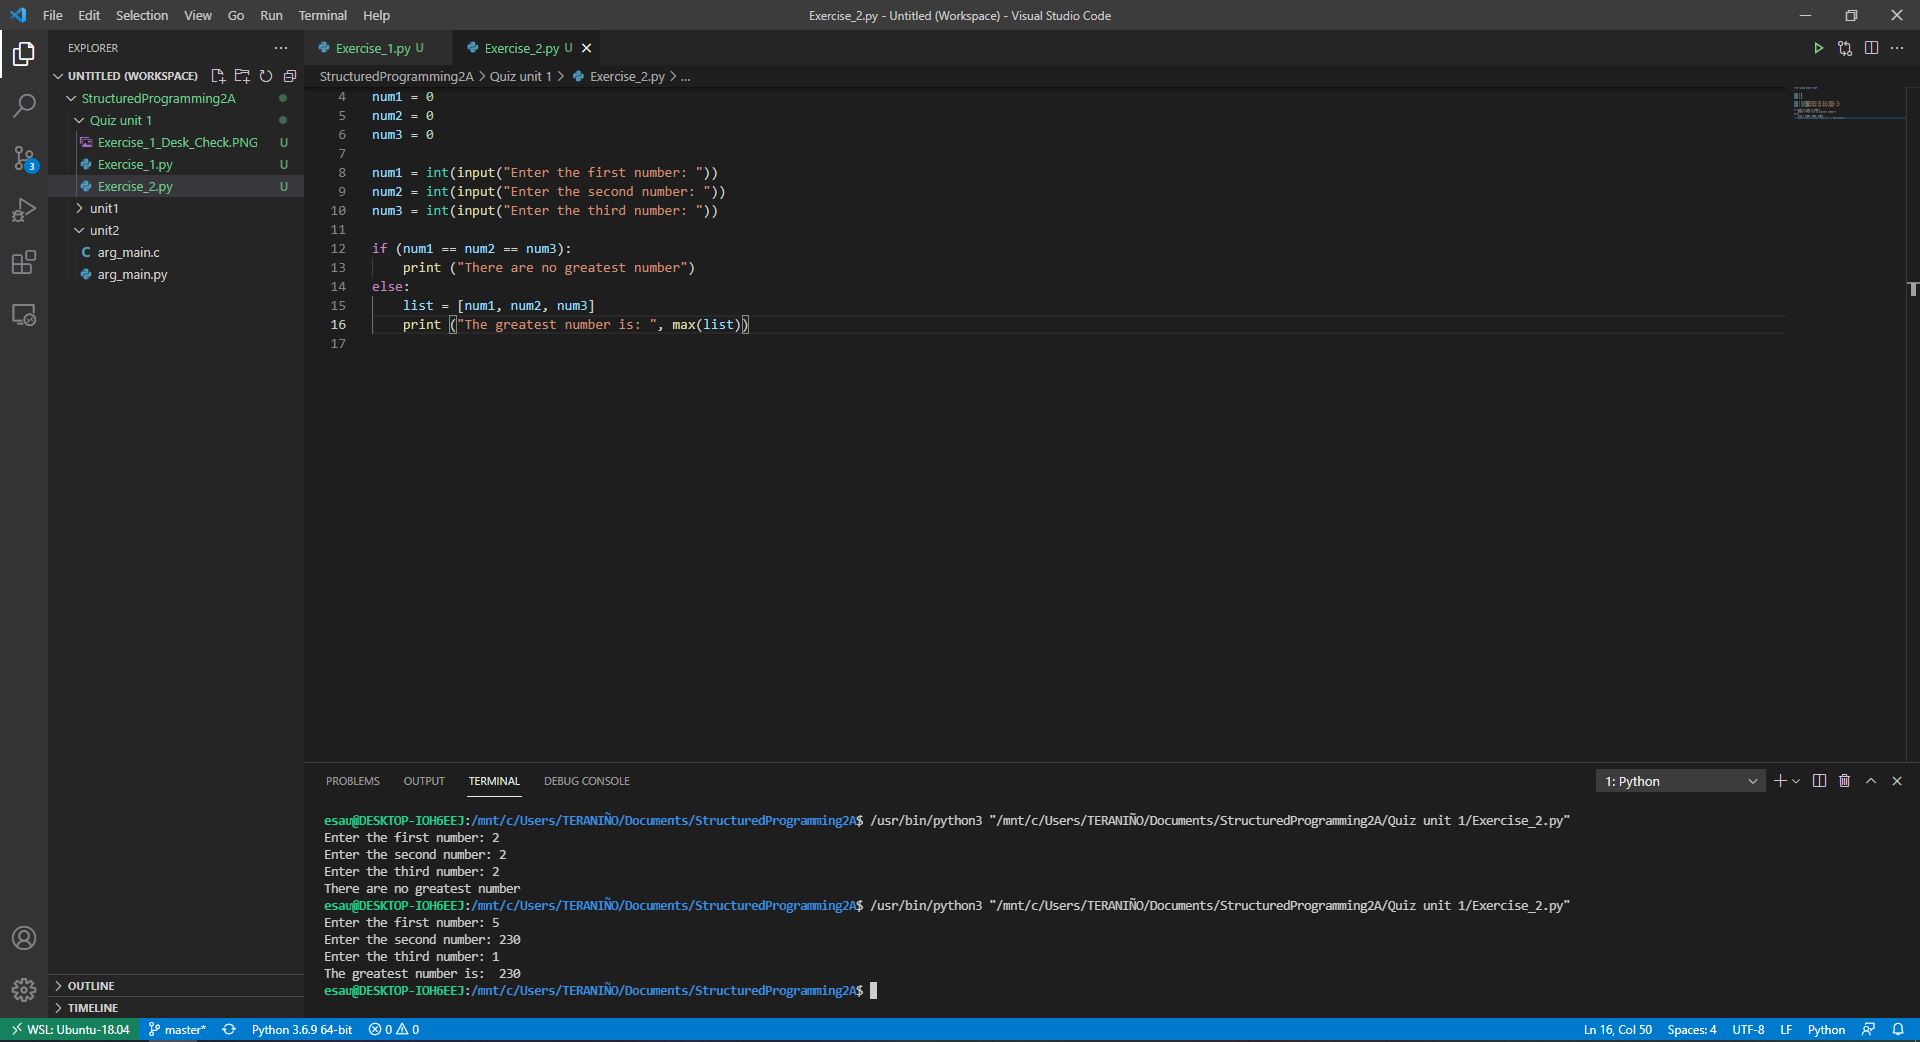 File Edit Selection View Go Run Terminal Help
Exercise_2.py - Untitled (Workspace) - Visual Studio Code
EXPLORER
UNTITLED (WORKSPACE)
StructuredProgramming2A
Quiz unit 1
Exercise_1_Desk_Check.PNG U
Exercise_1.py U
Exercise_2.py U
unit1
unit2
C arg_main.c
arg_main.py
OUTLINE
TIMELINE
3
Exercise_1.py U
Exercise_2.py U
StructuredProgramming2A > Quiz unit 1 > Exercise_2.py > ...
4 num1 = 0
5 num2 = 0
6 num3 = 0
7
8 num1 = int(input("Enter the first number: "))
9 num2 = int(input("Enter the second number: "))
10 num3 = int(input("Enter the third number: "))
11
12 if (num1 == num2 == num3):
13 print ("There are no greatest number")
14 else:
15 list = [num1, num2, num3]
16 print ("The greatest number is: ", max(list))
17
PROBLEMS OUTPUT TERMINAL DEBUG CONSOLE
1: Python
esau@DESKTOP-IOH6EEJ:/mnt/c/Users/TERANIÑO/Documents/StructuredProgramming2A$ /usr/bin/python3 "/mnt/c/Users/TERANIÑO/Documents/StructuredProgramming2A/Quiz unit 1/Exercise_2.py"
Enter the first number: 2
Enter the second number: 2
Enter the third number: 2
There are no greatest number
esau@DESKTOP-IOH6EEJ:/mnt/c/Users/TERANIÑO/Documents/StructuredProgramming2A$ /usr/bin/python3 "/mnt/c/Users/TERANIÑO/Documents/StructuredProgramming2A/Quiz unit 1/Exercise_2.py"
Enter the first number: 5
Enter the second number: 230
Enter the third number: 1
The greatest number is:  230
esau@DESKTOP-IOH6EEJ:/mnt/c/Users/TERANIÑO/Documents/StructuredProgramming2A$
WSL: Ubuntu-18.04 master* Python 3.6.9 64-bit 0 0 Ln 16, Col 50 Spaces: 4 UTF-8 LF Python